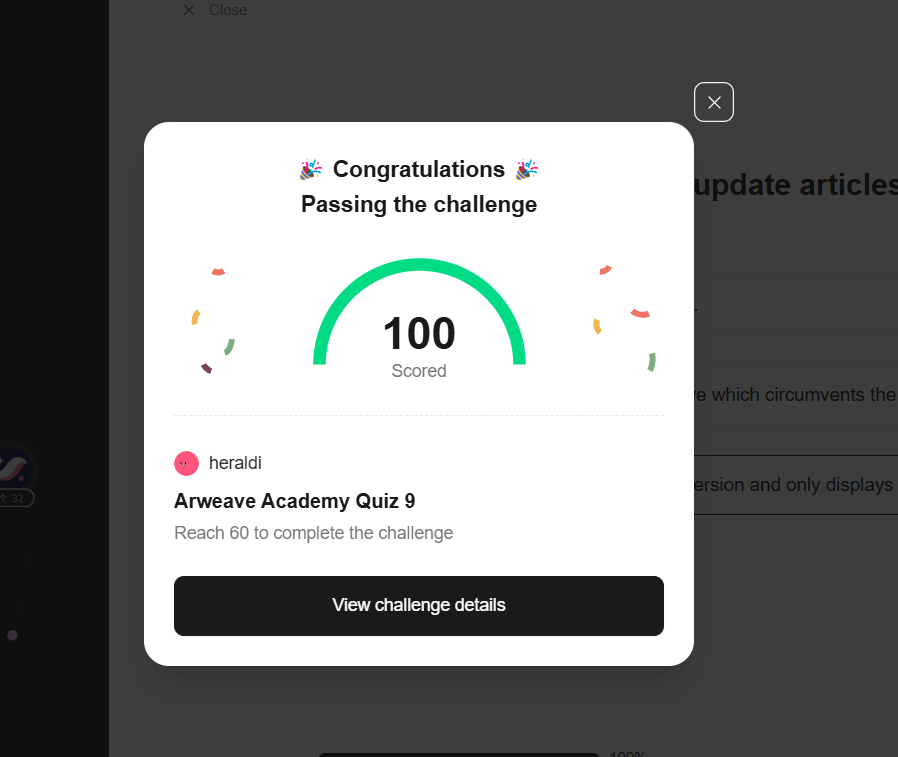 Close
Congratulations
Passing the challenge
update articles
100
Scored
which circumvents the
heraldi
ersion and only displays
Arweave Academy Quiz 9
32
Reach 60 to complete the challenge
View challenge details
100%